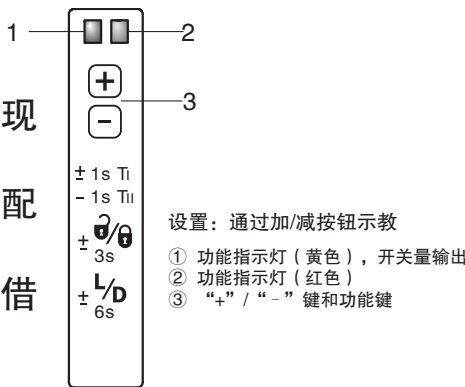 1
2
+
-
3
± 1s TI
- 1s TII
± /
3s
± L/D
6s
现
配
借
设置：通过加/减按钮示教
① 功能指示灯（黄色），开关量输出
② 功能指示灯（红色）
③ “+”/“-”键和功能键